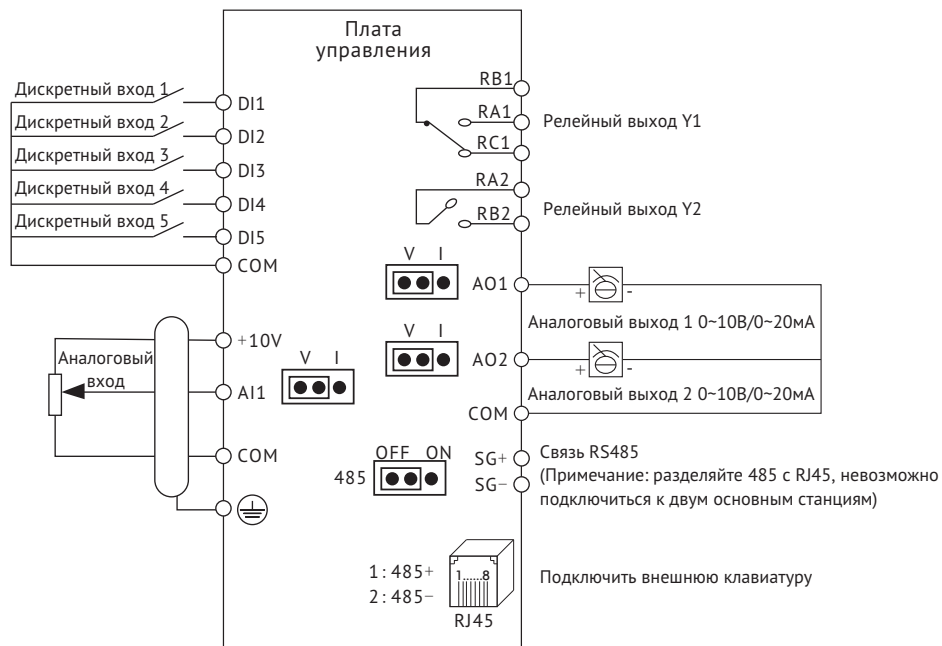 Плата
управления
Дискретный вход 1
DI1
Дискретный вход 2
DI2
Дискретный вход 3
DI3
Дискретный вход 4
DI4
Дискретный вход 5
DI5
COM
RB1
RA1
RC1
Релейный выход Y1
RA2
RB2
Релейный выход Y2
V I
AO1
+ -
Аналоговый выход 1 0~10В/0~20мА
V I
AO2
+ -
Аналоговый выход 2 0~10В/0~20мА
COM
+10V
Аналоговый
вход
V I
AI1
COM
OFF ON
485
SG+
SG−
Связь RS485
(Примечание: разделяйте 485 с RJ45, невозможно
подключиться к двум основным станциям)
1: 485+
2: 485−
1......8
RJ45
Подключить внешнюю клавиатуру